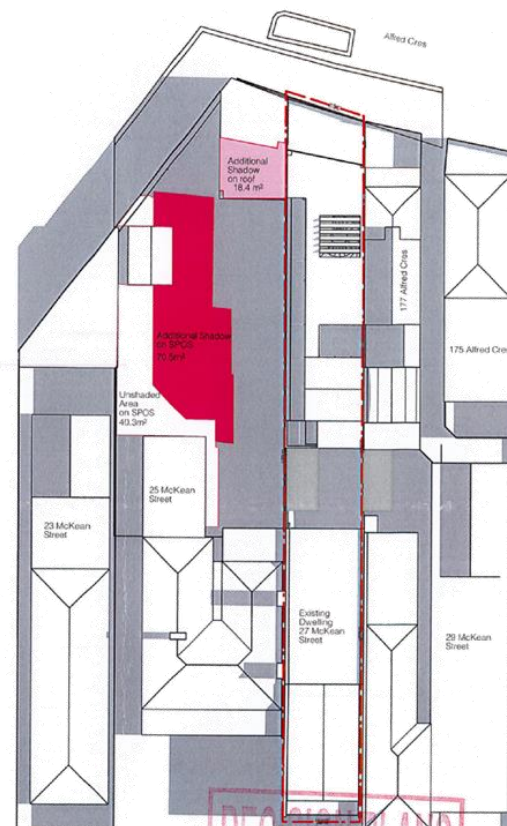 Alfred Cres
Additional
Shadow
on roof
18.4 m²
177 Alfred Cres
Additional Shadow
on SPOS
70.5m²
175 Alfred Cres
Unshaded
Area
on SPOS
40.3m²
25 McKean
Street
23 McKean
Street
Existing
Dwelling
27 McKean
Street
29 McKean
Street